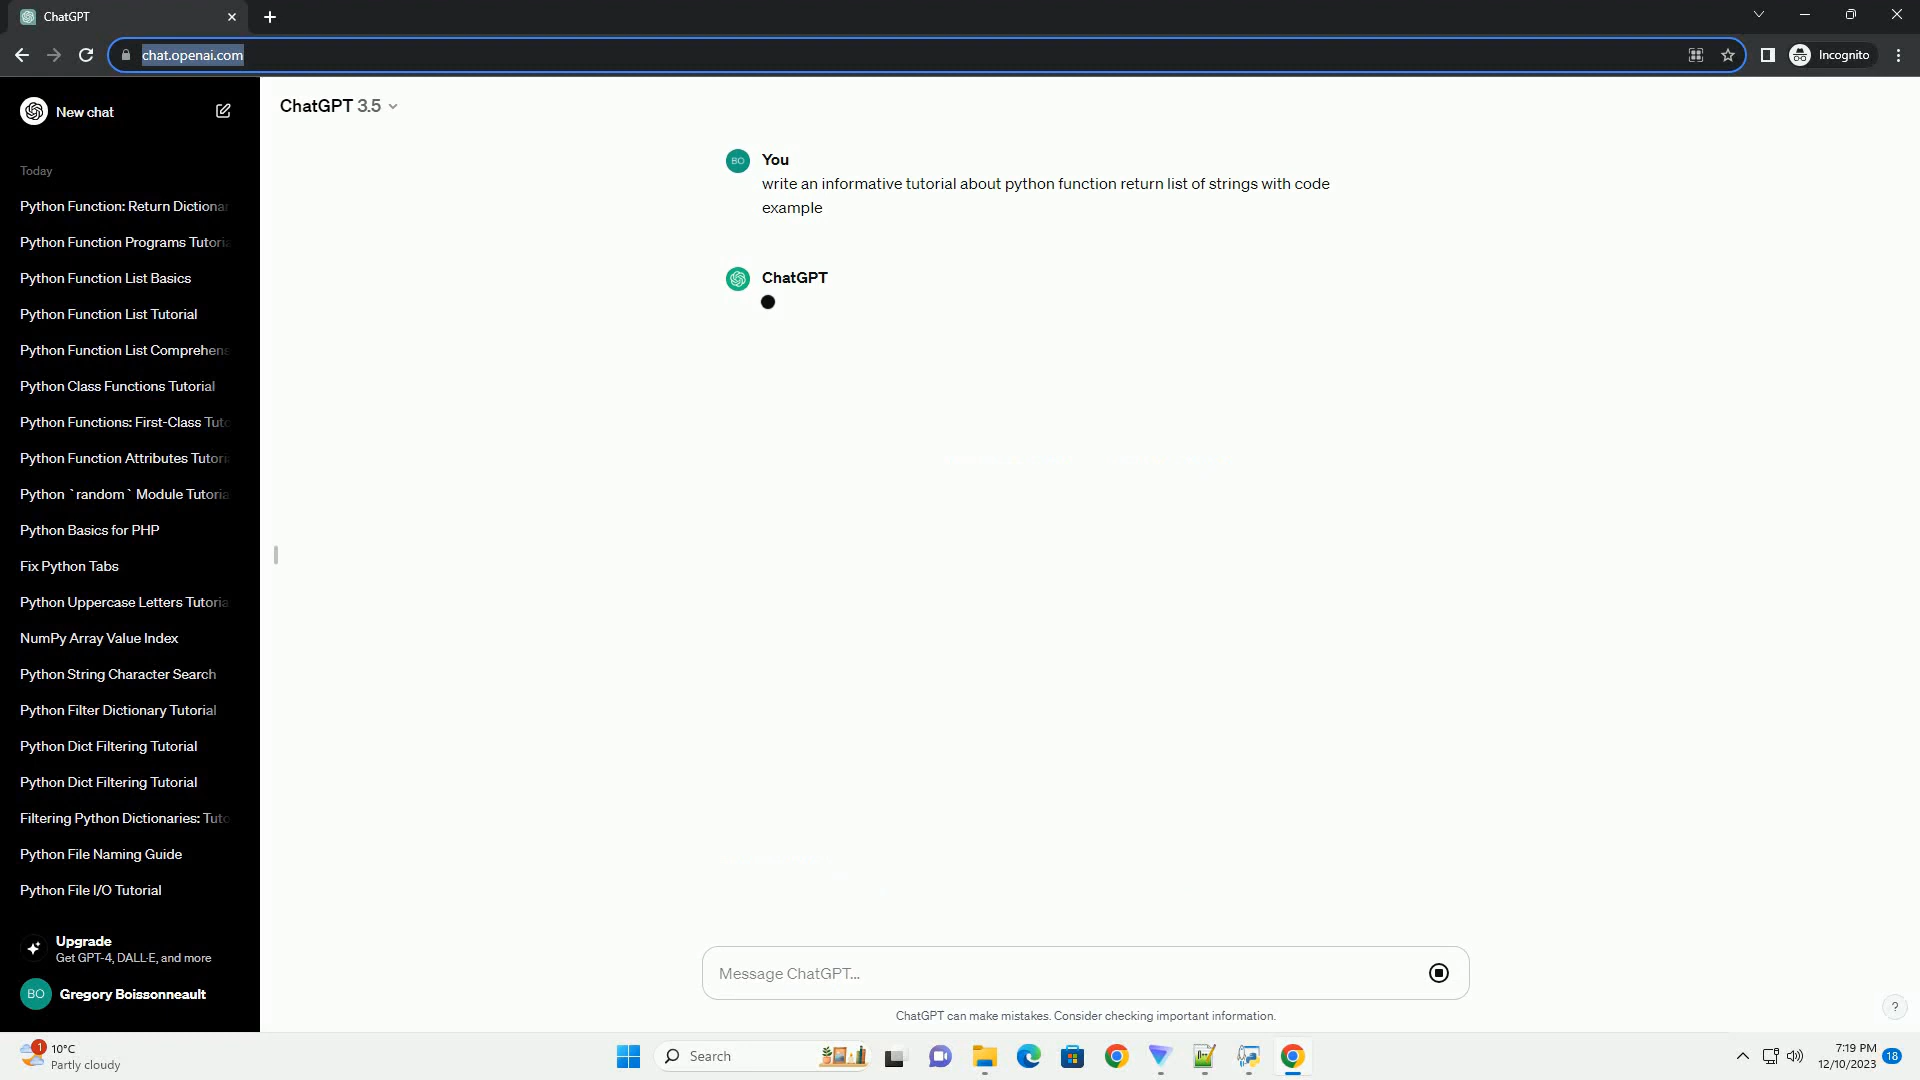 ChatGPT
chat.openai.com
Incognito
New chat
Today
Python Function: Return Dictionar
Python Function Programs Tutoria
Python Function List Basics
Python Function List Tutorial
Python Function List Comprehens
Python Class Functions Tutorial
Python Functions: First-Class Tuto
Python Function Attributes Tutori
Python `random` Module Tutoria
Python Basics for PHP
Fix Python Tabs
Python Uppercase Letters Tutoria
NumPy Array Value Index
Python String Character Search
Python Filter Dictionary Tutorial
Python Dict Filtering Tutorial
Python Dict Filtering Tutorial
Filtering Python Dictionaries: Tuto
Python File Naming Guide
Python File I/O Tutorial
Upgrade
Get GPT-4, DALL·E, and more
BO Gregory Boissonneault
ChatGPT 3.5
BO You
write an informative tutorial about python function return list of strings with code
example
ChatGPT
Message ChatGPT...
ChatGPT can make mistakes. Consider checking important information.
?
1
10°C
Partly cloudy
Search
7:19 PM
12/10/2023
18